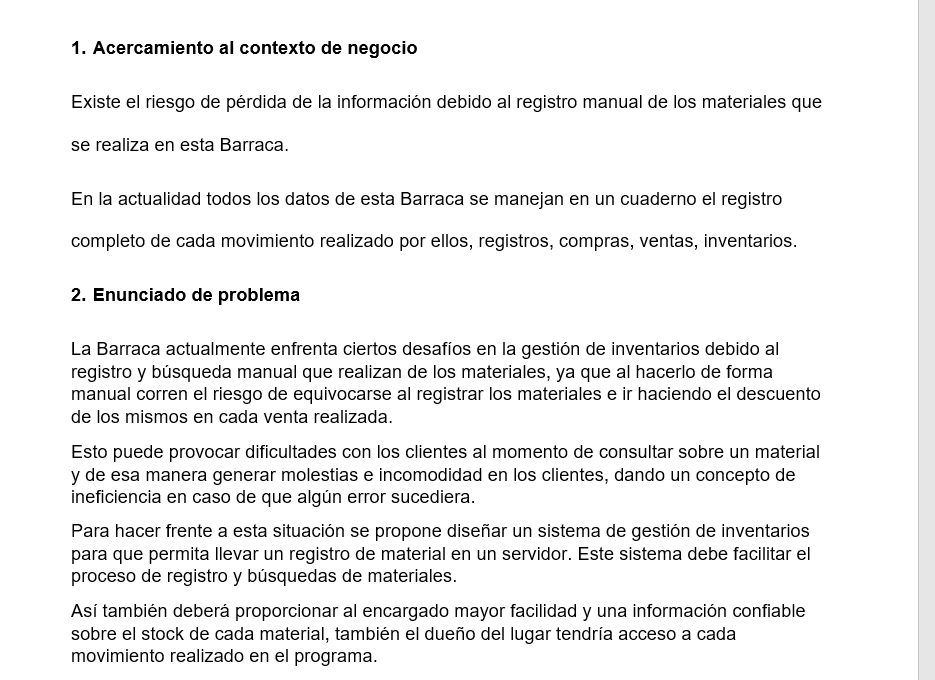 1. Acercamiento al contexto de negocio
Existe el riesgo de pérdida de la información debido al registro manual de los materiales que
se realiza en esta Barraca.
En la actualidad todos los datos de esta Barraca se manejan en un cuaderno el registro
completo de cada movimiento realizado por ellos, registros, compras, ventas, inventarios.
2. Enunciado de problema
La Barraca actualmente enfrenta ciertos desafíos en la gestión de inventarios debido al
registro y búsqueda manual que realizan de los materiales, ya que al hacerlo de forma
manual corren el riesgo de equivocarse al registrar los materiales e ir haciendo el descuento
de los mismos en cada venta realizada.
Esto puede provocar dificultades con los clientes al momento de consultar sobre un material
y de esa manera generar molestias e incomodidad en los clientes, dando un concepto de
ineficiencia en caso de que algún error sucediera.
Para hacer frente a esta situación se propone diseñar un sistema de gestión de inventarios
para que permita llevar un registro de material en un servidor. Este sistema debe facilitar el
proceso de registro y búsquedas de materiales.
Así también deberá proporcionar al encargado mayor facilidad y una información confiable
sobre el stock de cada material, también el dueño del lugar tendría acceso a cada
movimiento realizado en el programa.